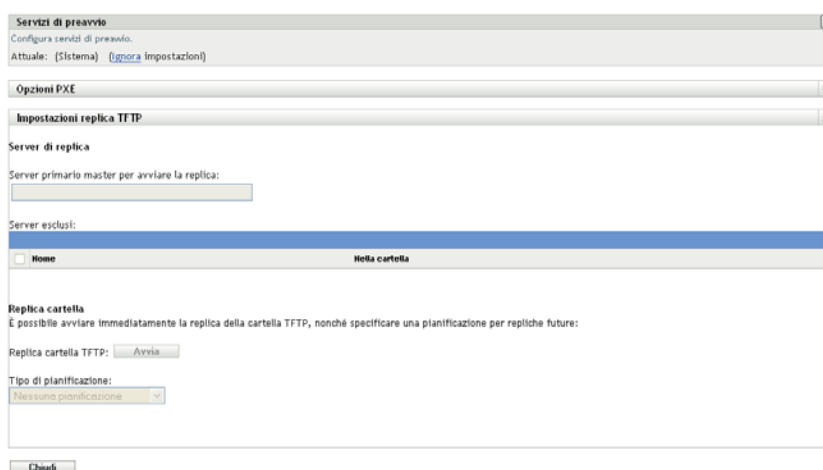 Servizi di preavvio
Configura servizi di preavvio.
Attuale: (Sistema) (Ignora impostazioni)
Opzioni PXE
Impostazioni replica TFTP
Server di replica
Server primario master per avviare la replica:
Server esclusi:
Nome Nella cartella
Replica cartella
È possibile avviare immediatamente la replica della cartella TFTP, nonché specificare una pianificazione per repliche future:
Replica cartella TFTP: Avvia
Tipo di pianificazione:
Nessuna pianificazione
Chiudi